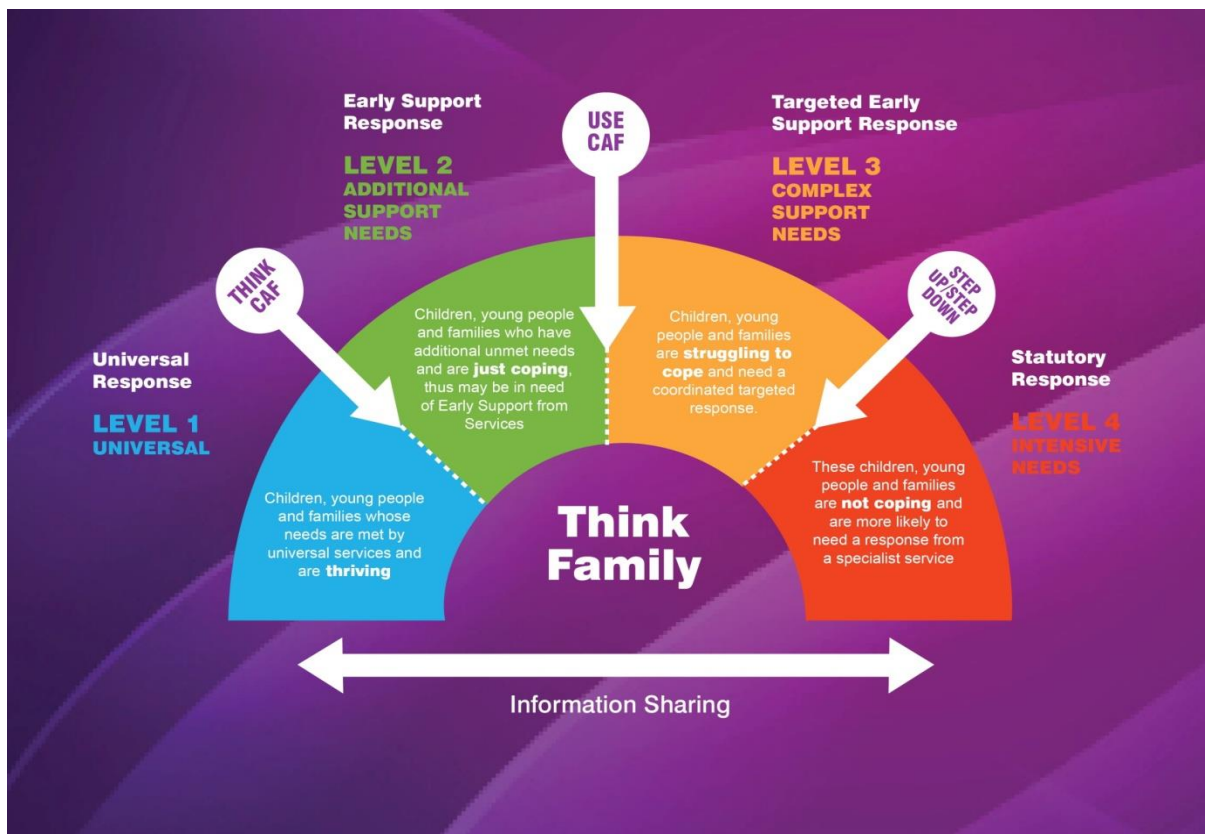 Early Support
Response
LEVEL 2
ADDITIONAL
SUPPORT
NEEDS
USE
CAF
Targeted Early
Support Response
LEVEL 3
COMPLEX
SUPPORT
NEEDS
THINK
CAF
STEP
UP/STEP
DOWN
Universal
Response
LEVEL 1
UNIVERSAL
Statutory
Response
LEVEL 4
INTENSIVE
NEEDS
Children, young people
and families whose
needs are met by
universal services and
are thriving
Children, young people
and families who have
additional unmet needs
and are just coping,
thus may be in need
of Early Support from
Services
Children, young
people and families
are struggling to
cope and need a
coordinated targeted
response.
These children, young
people and families
are not coping and
are more likely to
need a response from
a specialist service
Think
Family
Information Sharing